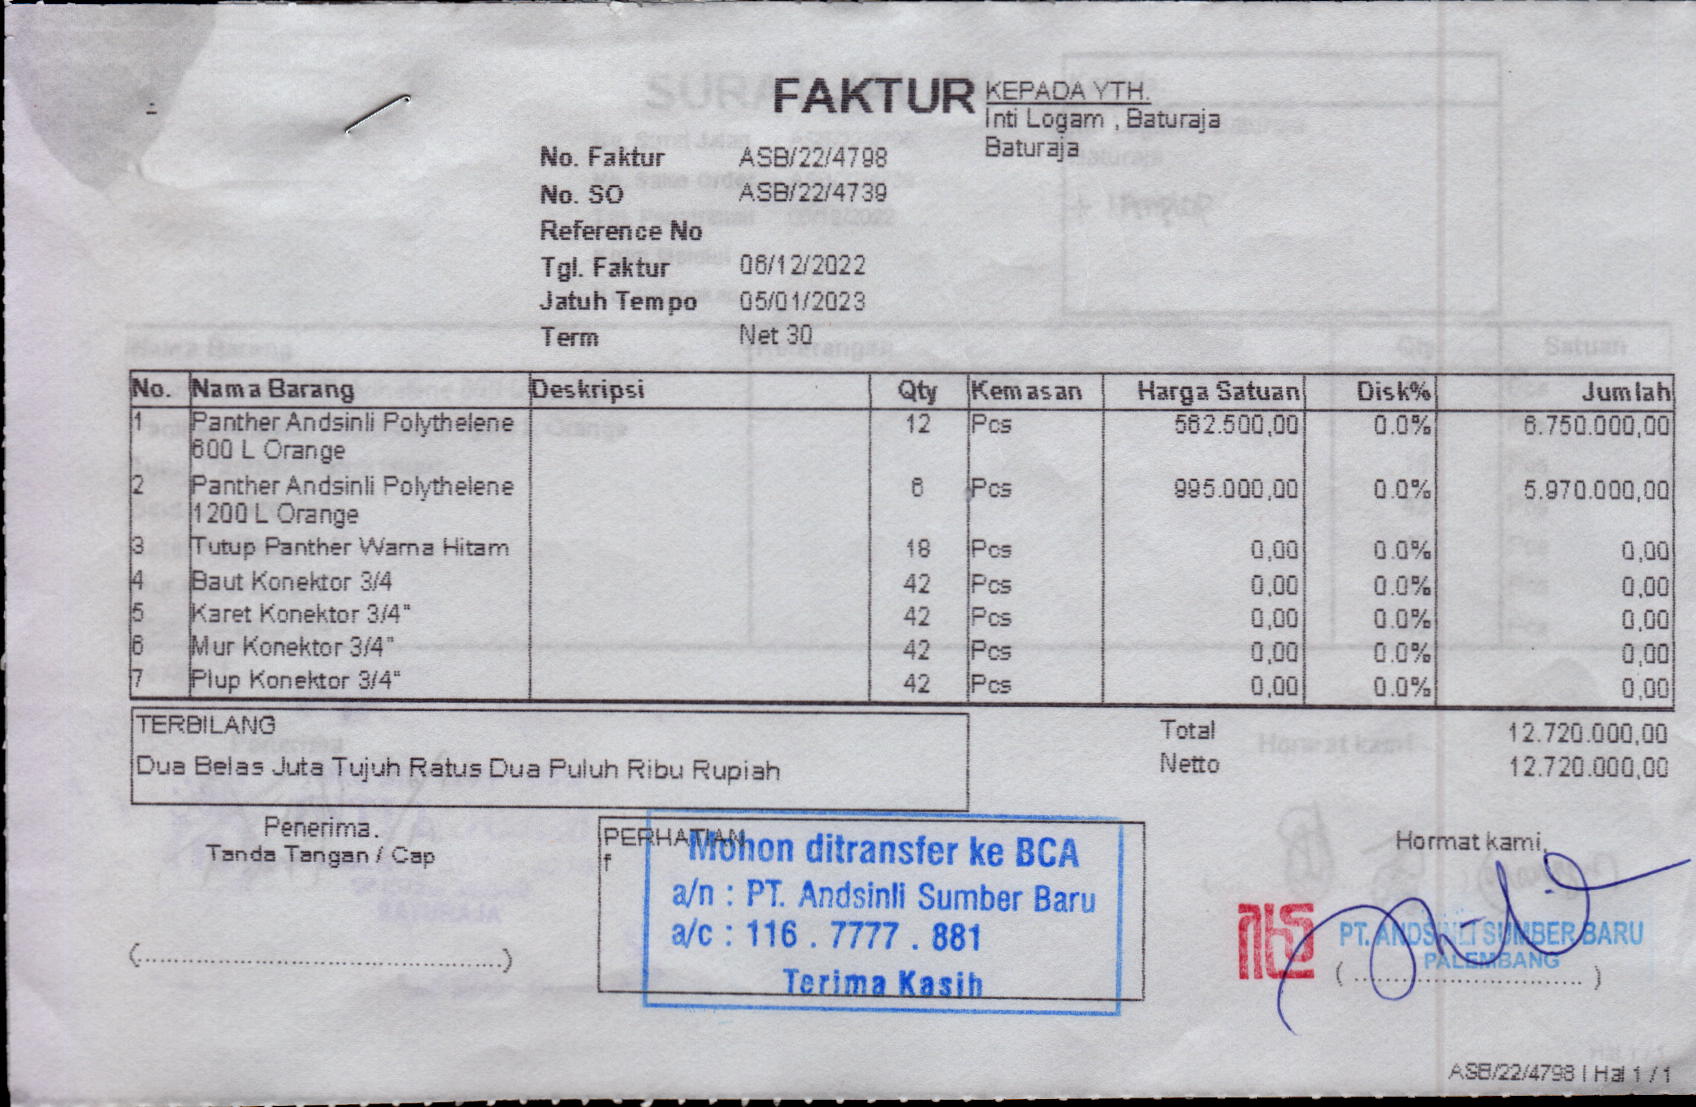 FAKTUR
KEPADA YTH.
Inti Logam , Baturaja
Baturaja
No. Faktur ASB/22/4798
No. SO ASB/22/4739
Reference No
Tgl. Faktur 06/12/2022
Jatuh Tempo 05/01/2023
Term Net 30
No. Nama Barang Deskripsi Qty Kemasan Harga Satuan Disk% Jumlah
1 Panther Andsinli Polythelene 12 Pcs 562.500,00 0.0% 6.750.000,00
600 L Orange
2 Panther Andsinli Polythelene 6 Pcs 995.000,00 0.0% 5.970.000,00
1200 L Orange
3 Tutup Panther Warna Hitam 18 Pcs 0,00 0.0% 0,00
4 Baut Konektor 3/4 42 Pcs 0,00 0.0% 0,00
5 Karet Konektor 3/4" 42 Pcs 0,00 0.0% 0,00
6 Mur Konektor 3/4" 42 Pcs 0,00 0.0% 0,00
7 Plup Konektor 3/4" 42 Pcs 0,00 0.0% 0,00
TERBILANG
Dua Belas Juta Tujuh Ratus Dua Puluh Ribu Rupiah
Total 12.720.000,00
Netto 12.720.000,00
Penerima.
Tanda Tangan / Cap
(................................................)
PERHATIAN
f
Mohon ditransfer ke BCA
a/n : PT. Andsinli Sumber Baru
a/c : 116 . 7777 . 881
Terima Kasih
Hormat kami,
PT. ANDSINLI SUMBER BARU
PALEMBANG
( .............................. )
ASB/22/4798 | Hal 1 / 1